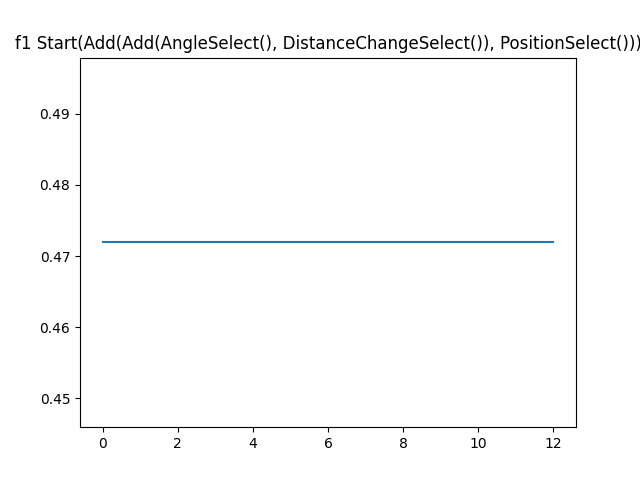 f1 Start(Add(Add(AngleSelect(), DistanceChangeSelect()), PositionSelect()))
0.49
0.48
0.47
0.46
0.45
0 2 4 6 8 10 12